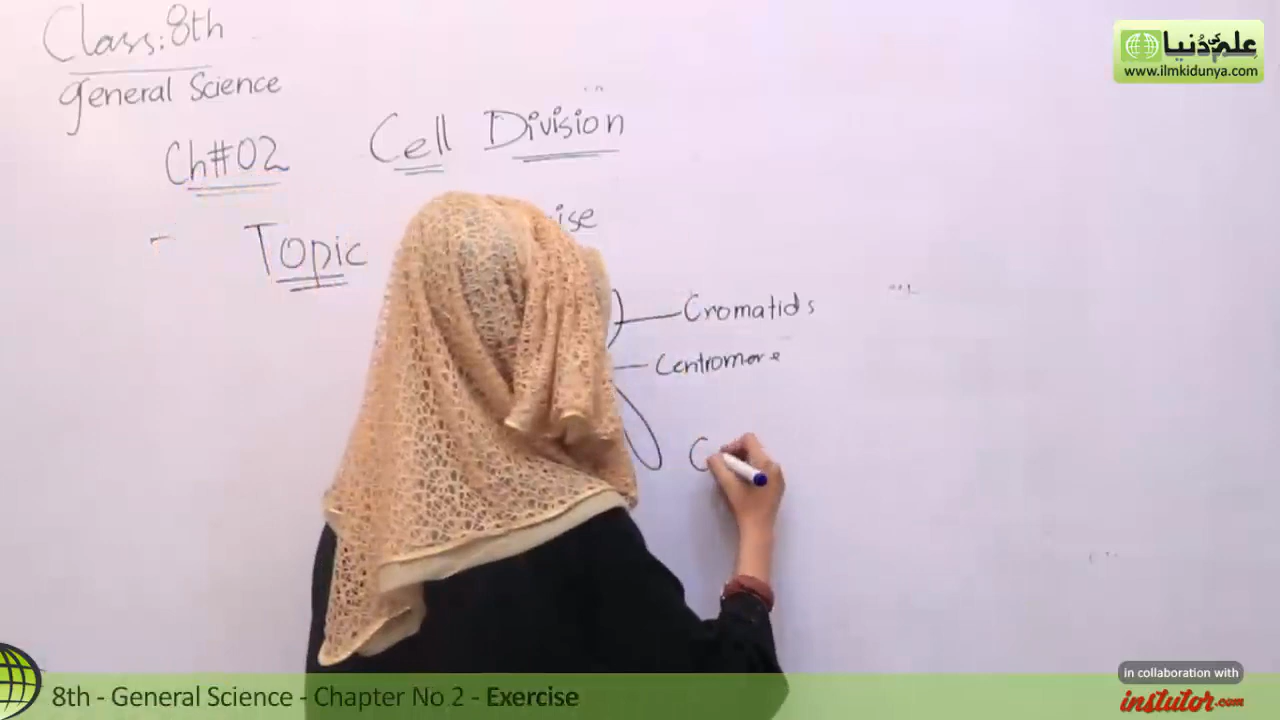 Class: 8th
علم کی دنیا
www.ilmkidunya.com
General Science
Ch#02 Cell Division
Topic
Cromatids
Centromere
C
in collaboration with
instutor.com
8th - General Science - Chapter No 2 - Exercise